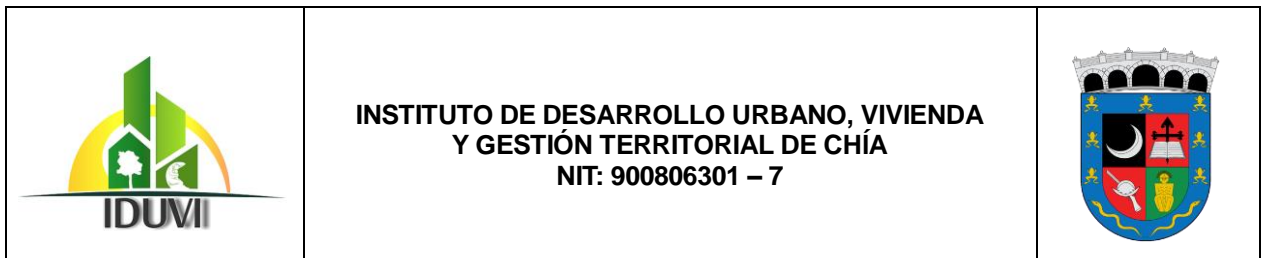 IDUVI
INSTITUTO DE DESARROLLO URBANO, VIVIENDA
Y GESTIÓN TERRITORIAL DE CHÍA
NIT: 900806301 – 7